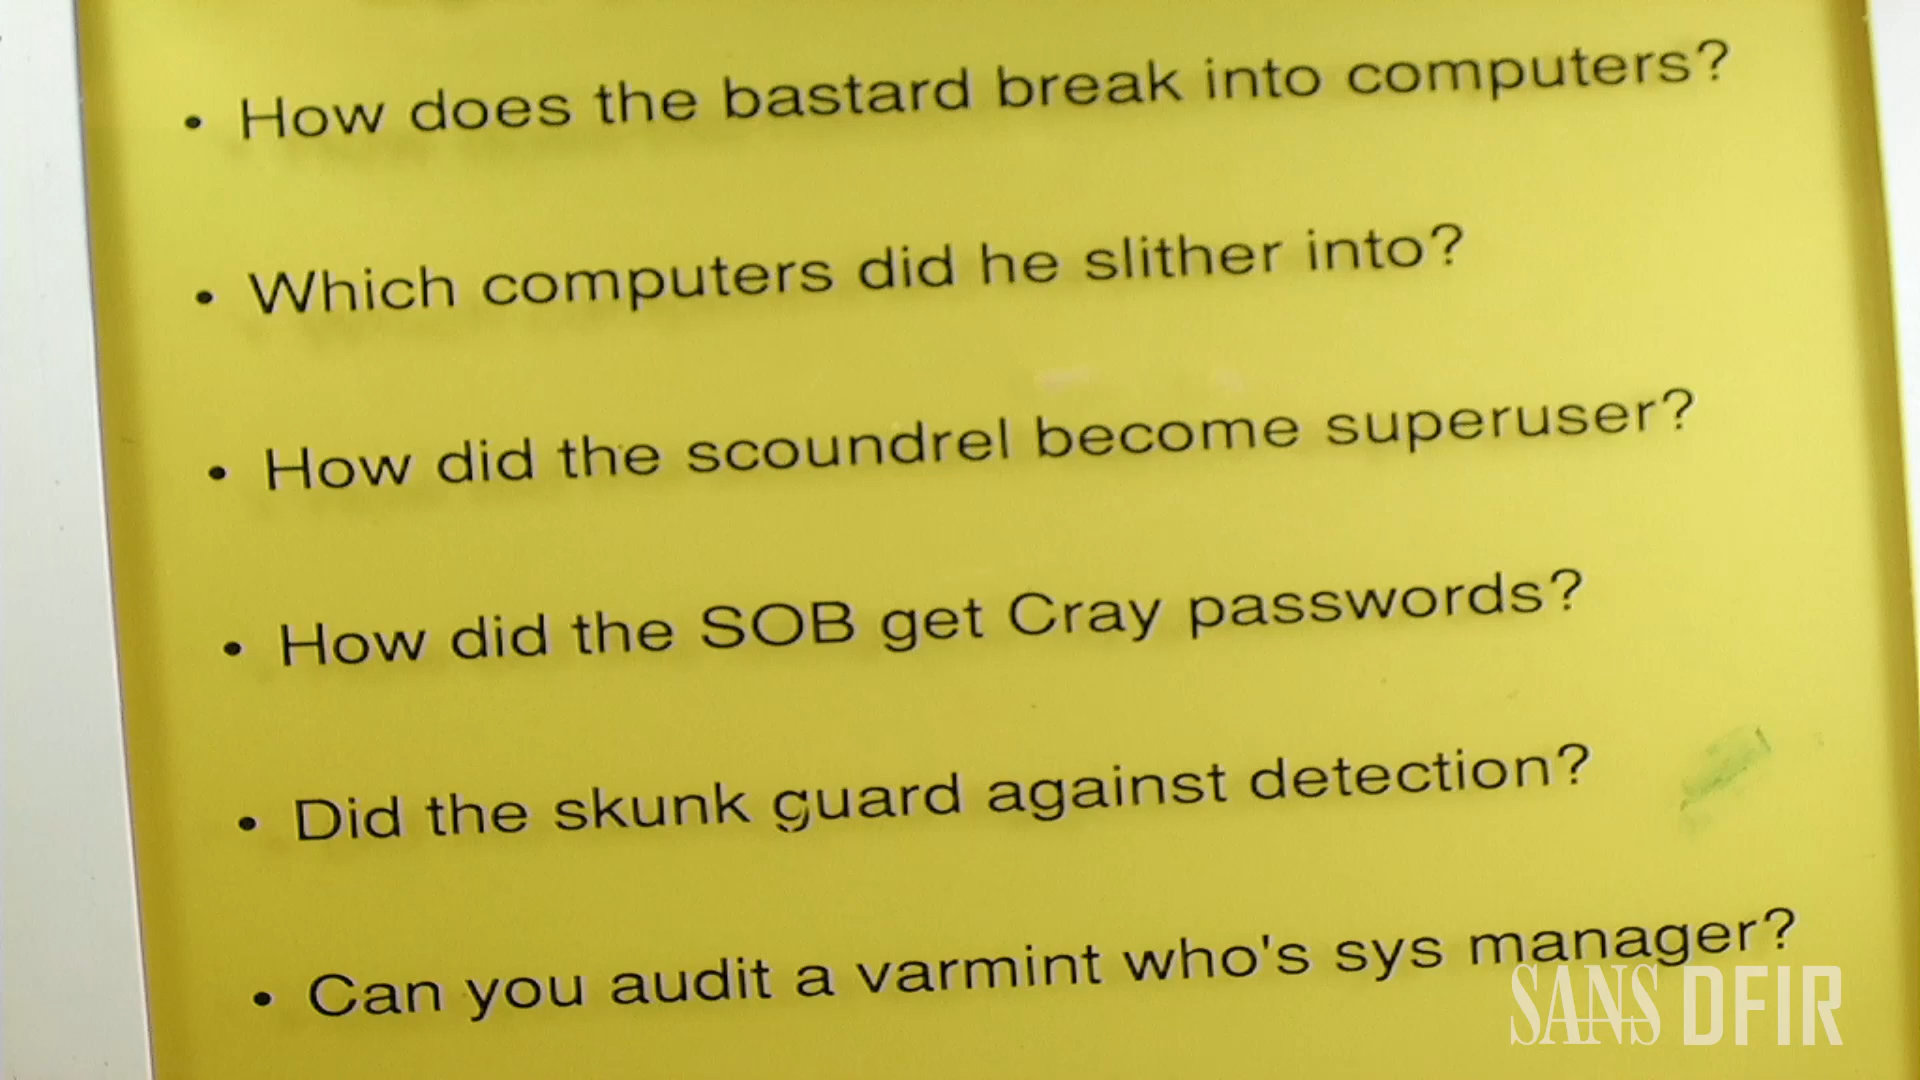 • How does the bastard break into computers?
• Which computers did he slither into?
• How did the scoundrel become superuser?
• How did the SOB get Cray passwords?
• Did the skunk guard against detection?
• Can you audit a varmint who's sys manager?
SANS DFIR